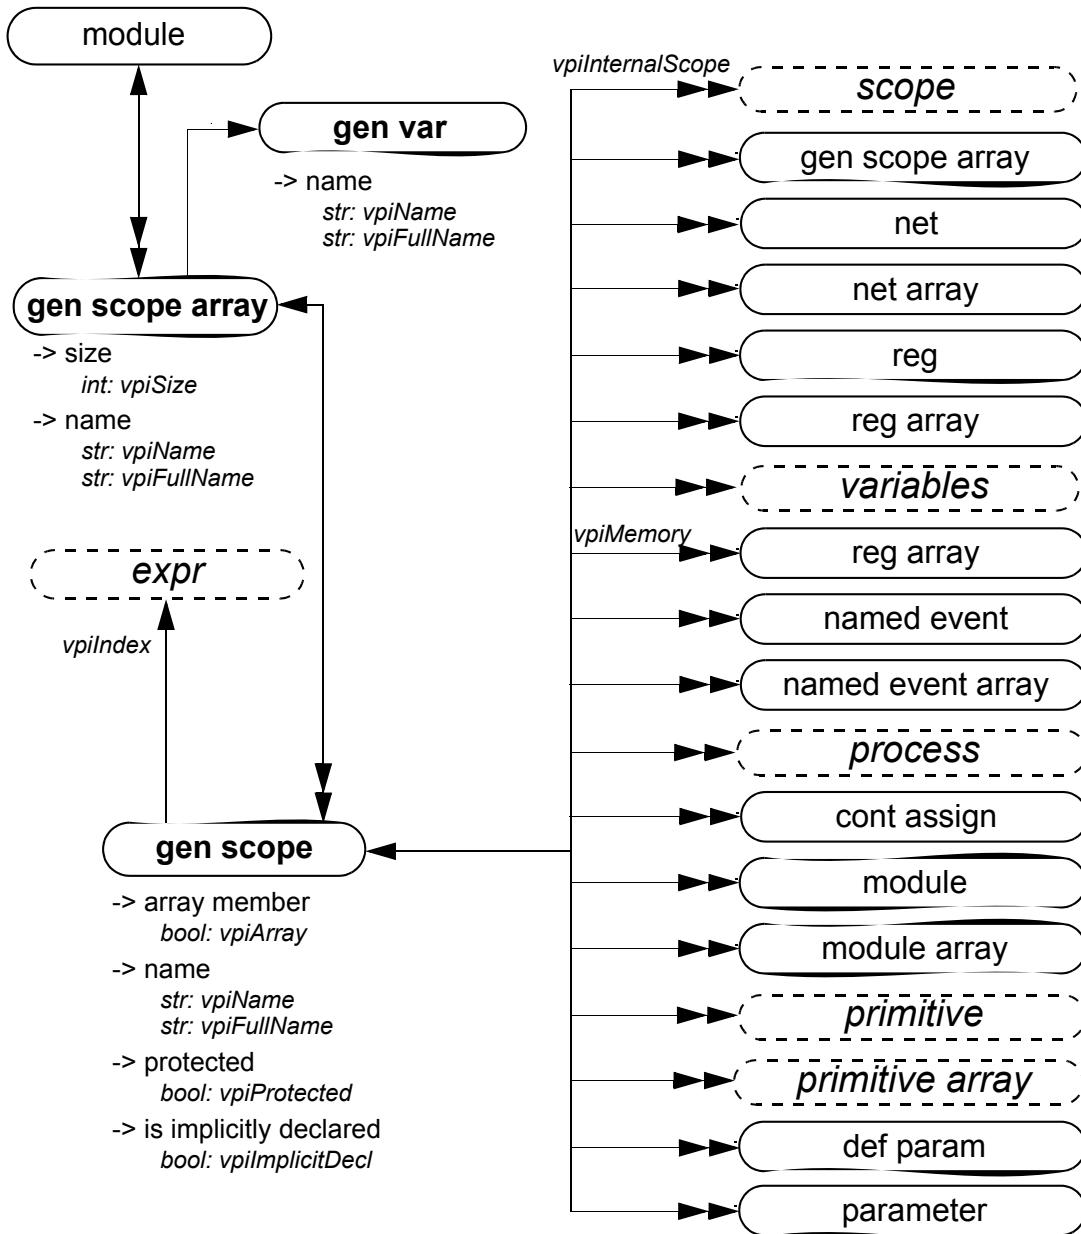 module
gen var
-> name
str: vpiName
str: vpiFullName
gen scope array
-> size
int: vpiSize
-> name
str: vpiName
str: vpiFullName
expr
vpiIndex
gen scope
-> array member
bool: vpiArray
-> name
str: vpiName
str: vpiFullName
-> protected
bool: vpiProtected
-> is implicitly declared
bool: vpiImplicitDecl
vpiInternalScope
scope
gen scope array
net
net array
reg
reg array
variables
vpiMemory
reg array
named event
named event array
process
cont assign
module
module array
primitive
primitive array
def param
parameter